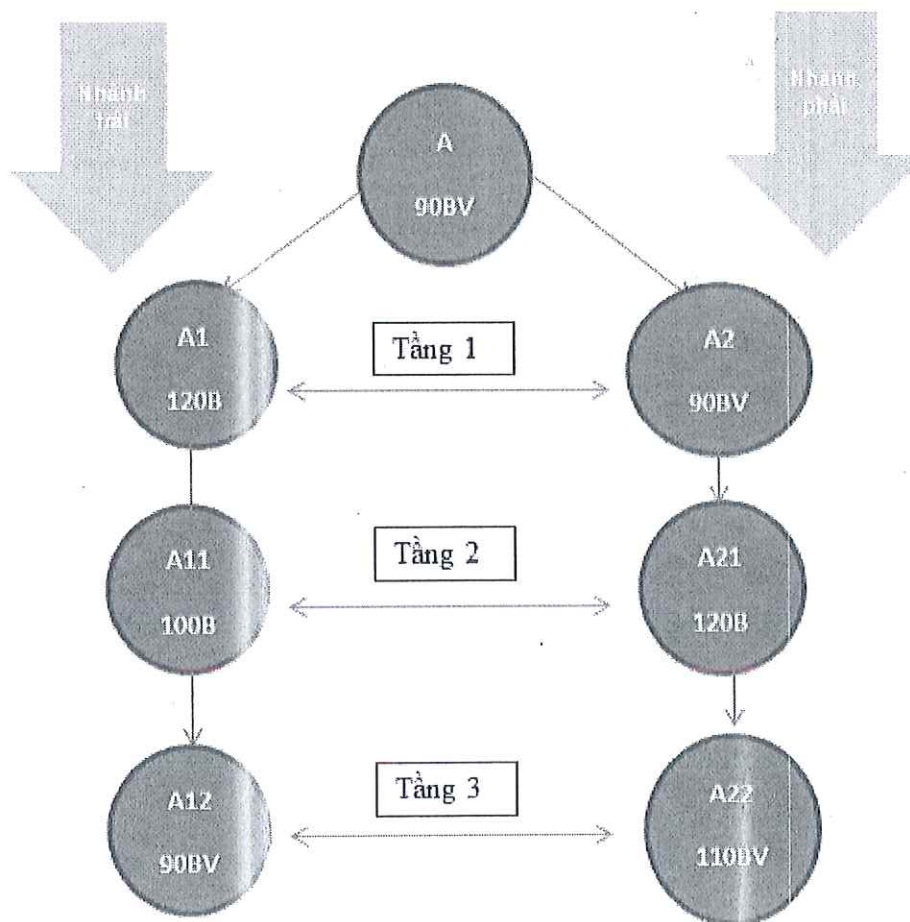 Nhánh
trái
Nhánh
phải
A
90BV
A1
120B
Tầng 1
A2
90BV
A11
100B
Tầng 2
A21
120B
A12
90BV
Tầng 3
A22
110BV